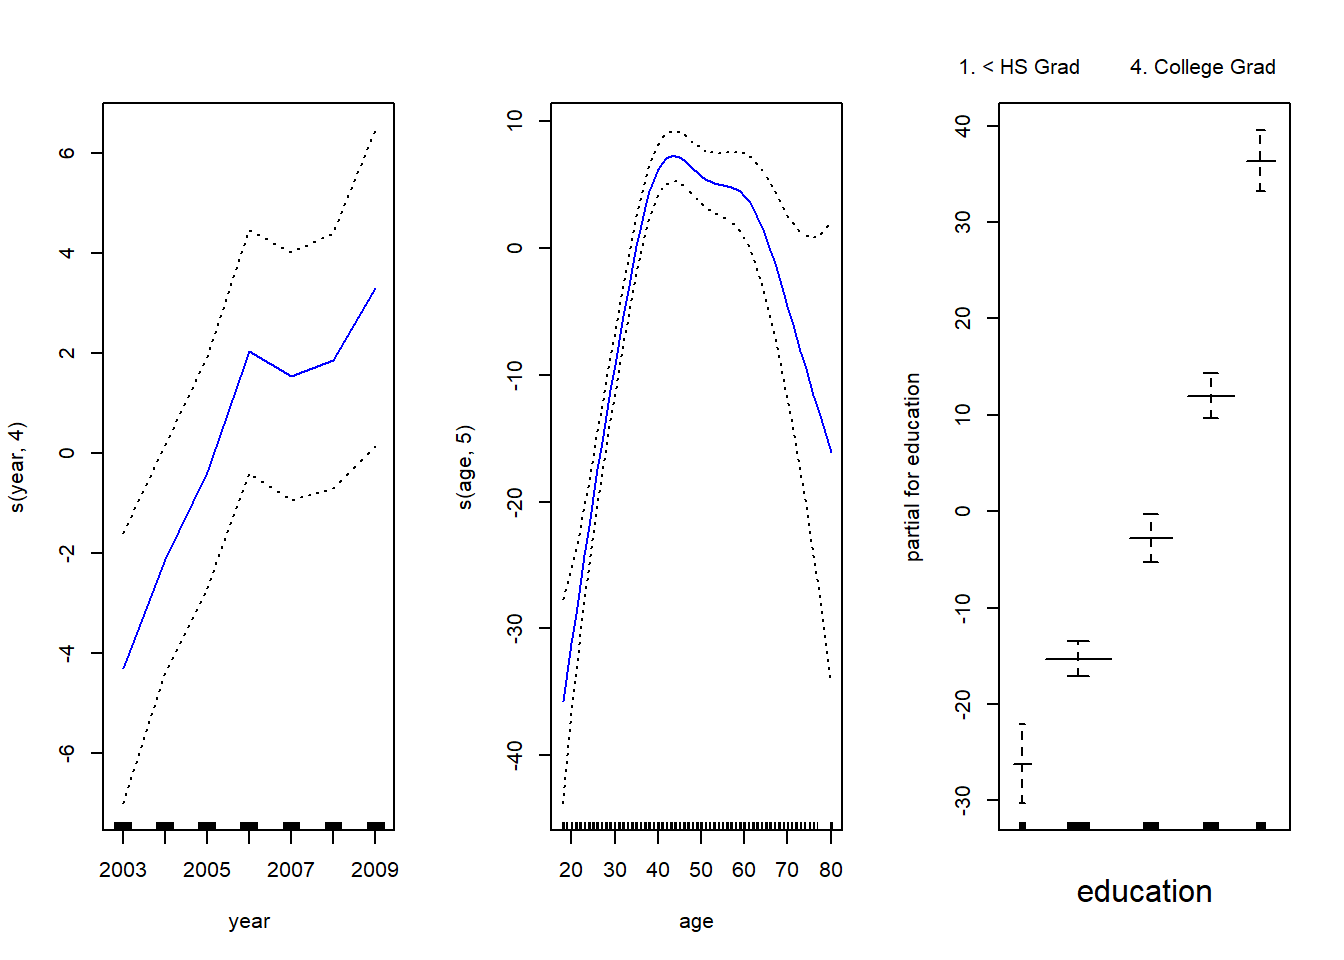 1. < HS Grad 4. College Grad
s(year, 4)
6
4
2
0
-2
-4
-6
2003 2005 2007 2009
year
s(age, 5)
10
0
-10
-20
-30
-40
20 30 40 50 60 70 80
age
partial for education
40
30
20
10
0
-10
-20
-30
education